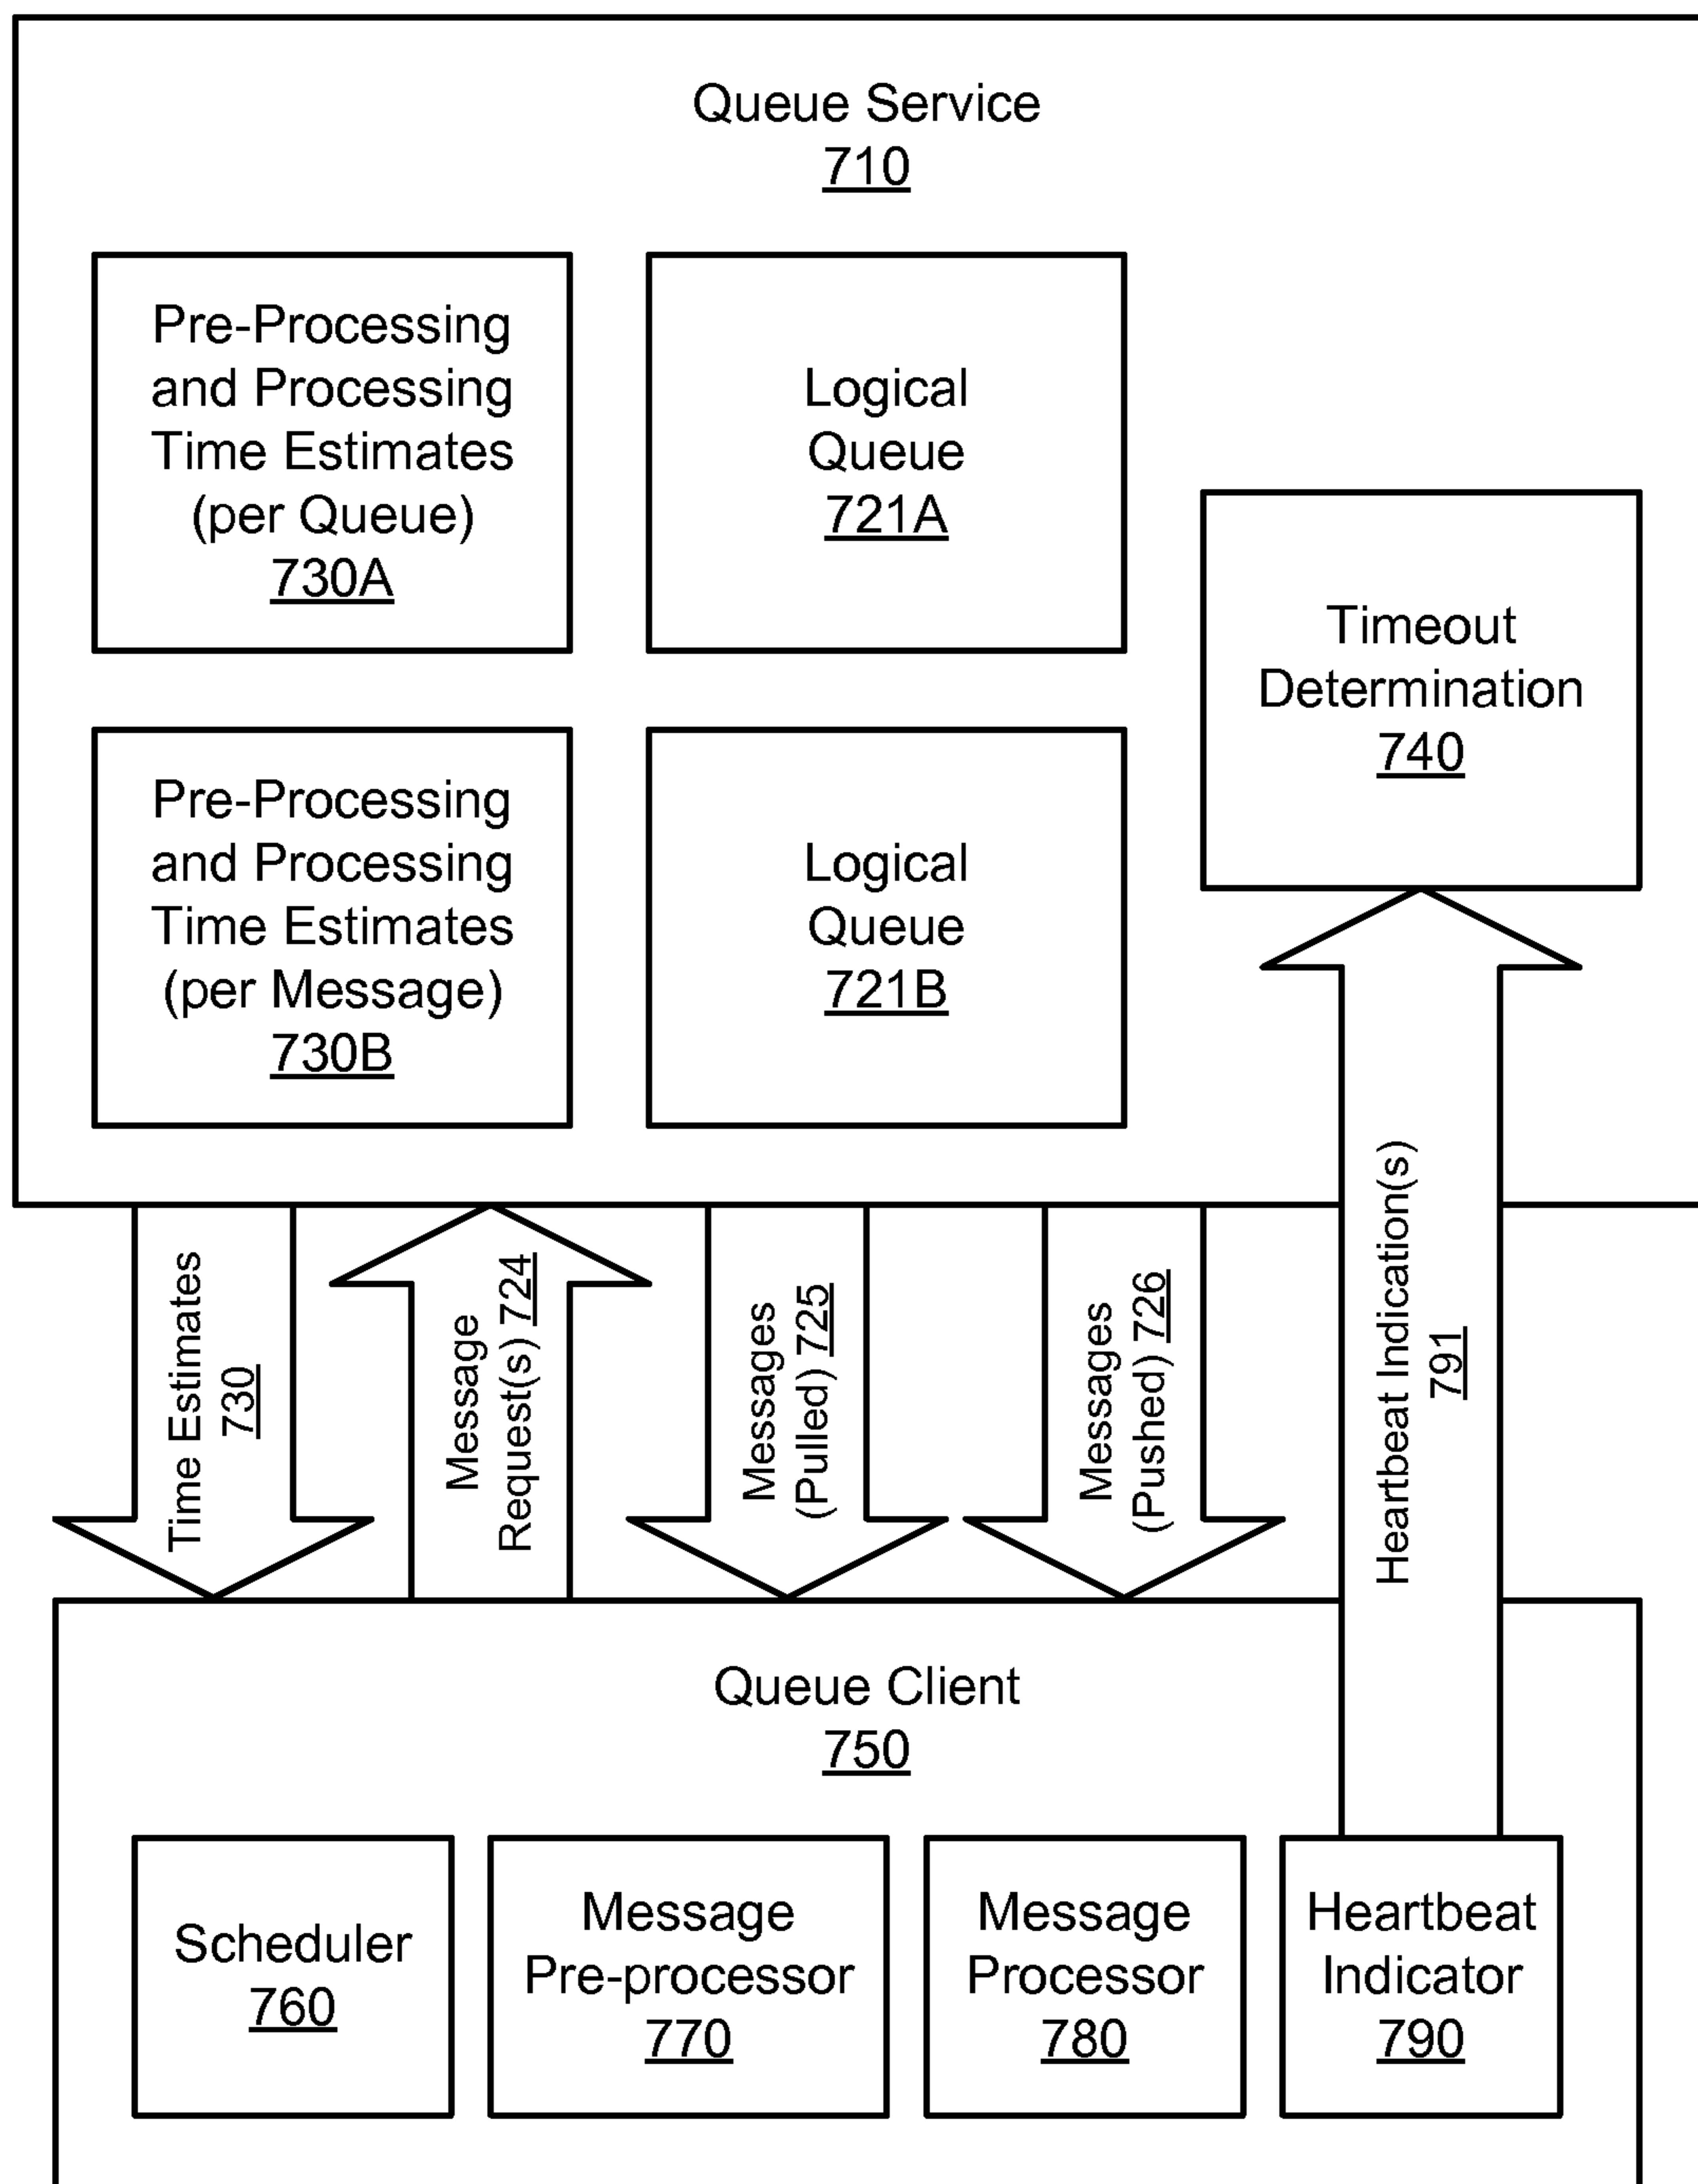 Queue Service
710
Pre-Processing
and Processing
Time Estimates
(per Queue)
730A
Logical
Queue
721A
Timeout
Determination
740
Pre-Processing
and Processing
Time Estimates
(per Message)
730B
Logical
Queue
721B
Time Estimates
730
Message
Request(s) 724
Messages
(Pulled) 725
Messages
(Pushed) 726
Heartbeat Indication(s)
791
Queue Client
750
Scheduler
760
Message
Pre-processor
770
Message
Processor
780
Heartbeat
Indicator
790